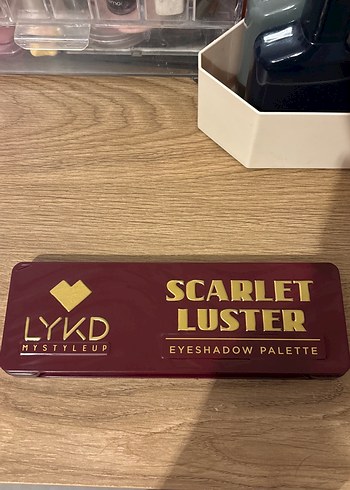 LYKD
MYSTYLEUP
SCARLET
LUSTER
EYESHADOW PALETTE